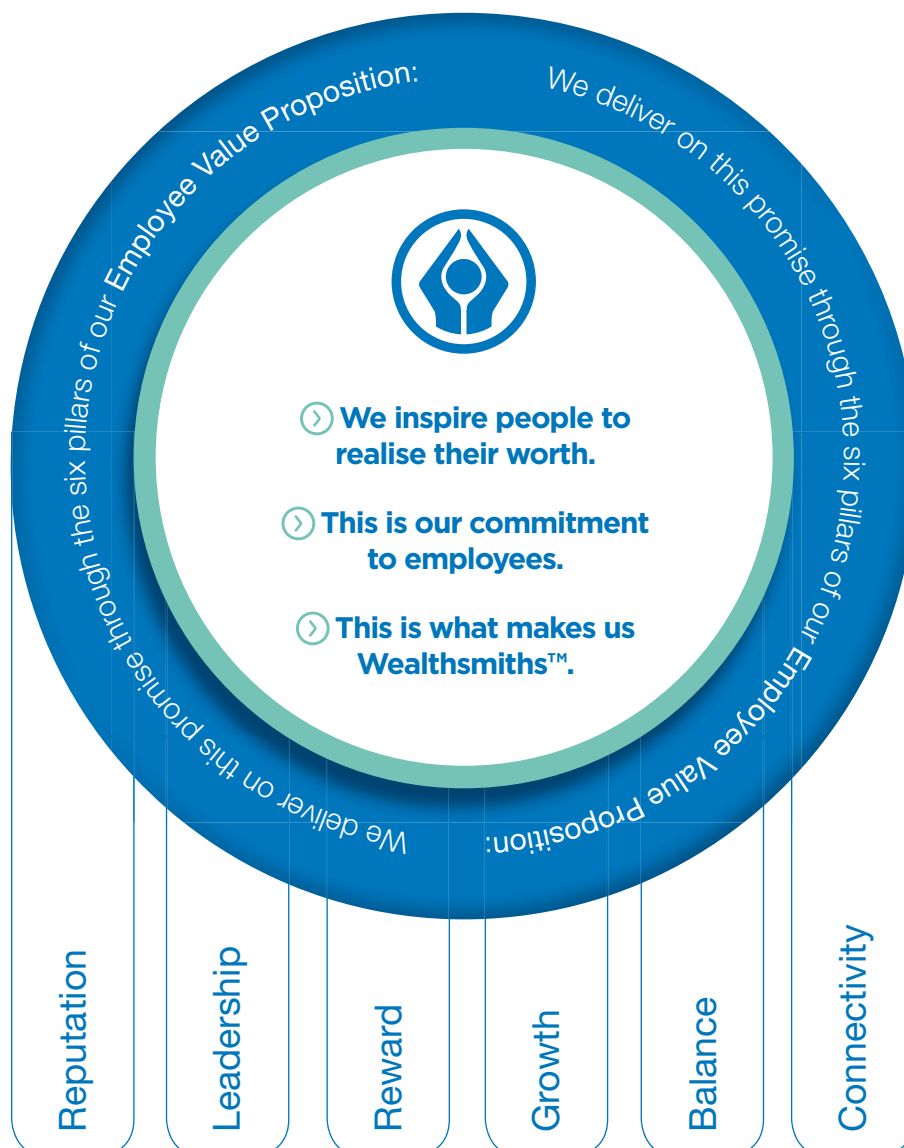 We deliver on this promise through the six pillars of our Employee Value Proposition:
We deliver on this promise through the six pillars of our Employee Value Proposition:
We inspire people to
realise their worth.
This is our commitment
to employees.
This is what makes us
Wealthsmiths™.
Reputation
Leadership
Reward
Growth
Balance
Connectivity